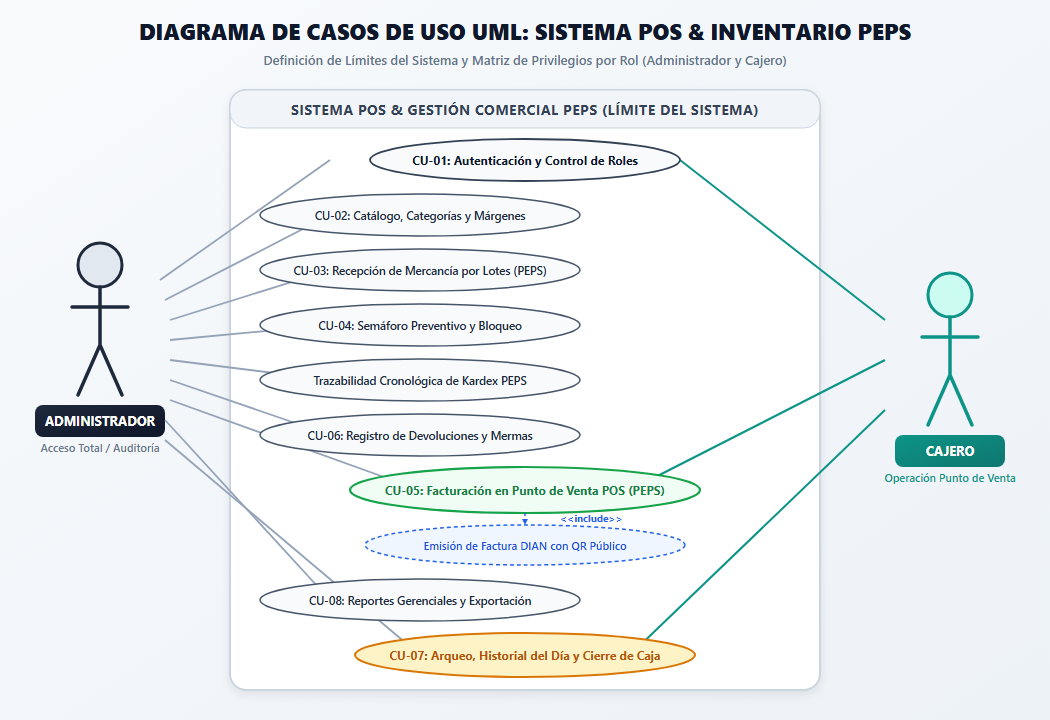 DIAGRAMA DE CASOS DE USO UML: SISTEMA POS & INVENTARIO PEPS
Definición de Límites del Sistema y Matriz de Privilegios por Rol (Administrador y Cajero)
SISTEMA POS & GESTIÓN COMERCIAL PEPS (LÍMITE DEL SISTEMA)
CU-01: Autenticación y Control de Roles
CU-02: Catálogo, Categorías y Márgenes
CU-03: Recepción de Mercancía por Lotes (PEPS)
CU-04: Semáforo Preventivo y Bloqueo
Trazabilidad Cronológica de Kardex PEPS
CU-06: Registro de Devoluciones y Mermas
CU-05: Facturación en Punto de Venta POS (PEPS)
<<include>>
Emisión de Factura DIAN con QR Público
CU-08: Reportes Gerenciales y Exportación
CU-07: Arqueo, Historial del Día y Cierre de Caja
ADMINISTRADOR
Acceso Total / Auditoría
CAJERO
Operación Punto de Venta